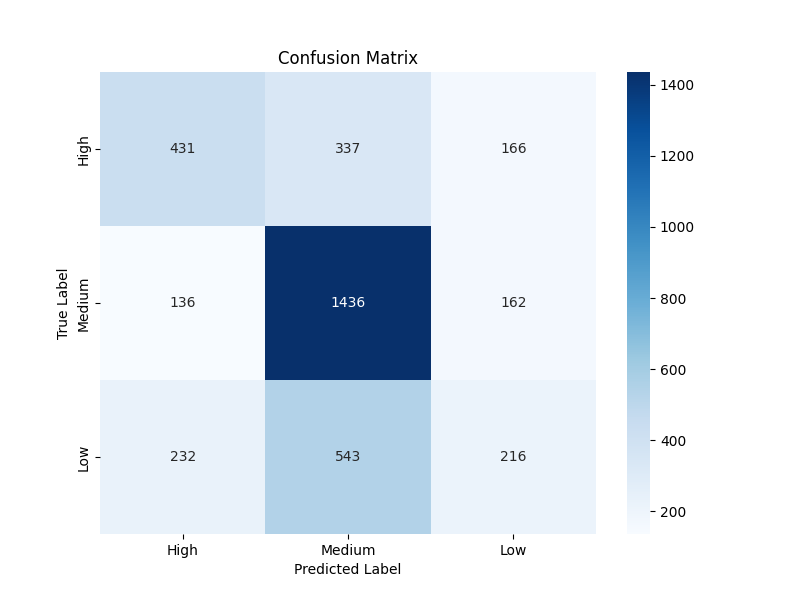 Confusion Matrix
True Label
High
431 337 166
Medium
136 1436 162
Low
232 543 216
High Medium Low
Predicted Label
1400
1200
1000
800
600
400
200